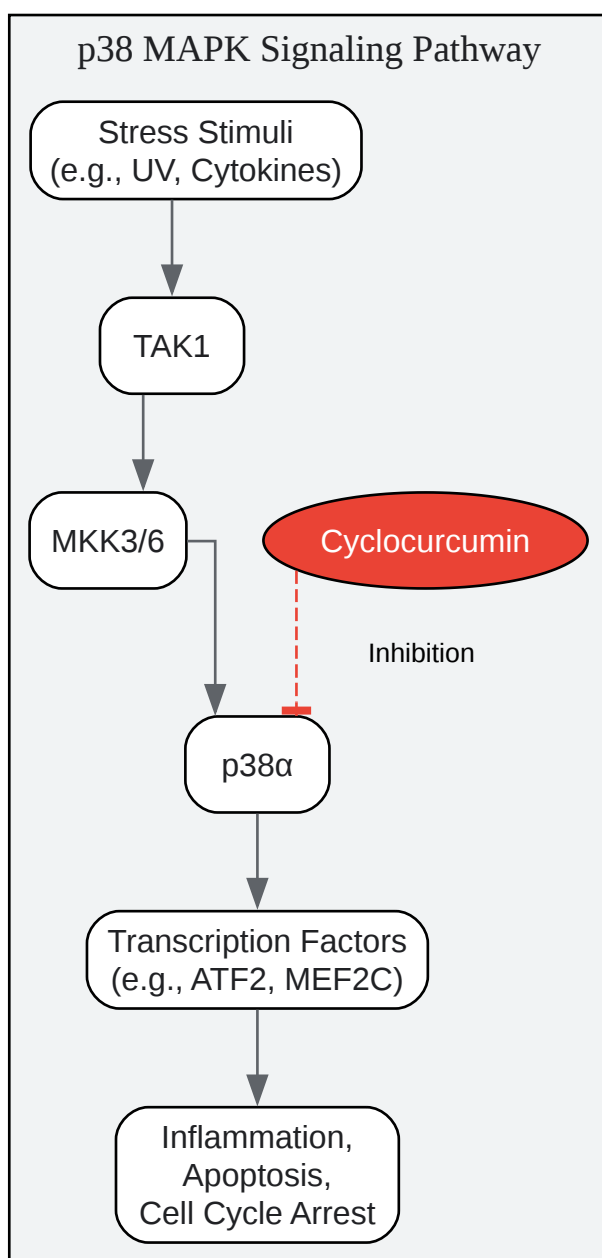 p38 MAPK Signaling Pathway
Stress Stimuli
(e.g., UV, Cytokines)
TAK1
MKK3/6
Cyclocurcumin
Inhibition
p38α
Transcription Factors
(e.g., ATF2, MEF2C)
Inflammation,
Apoptosis,
Cell Cycle Arrest